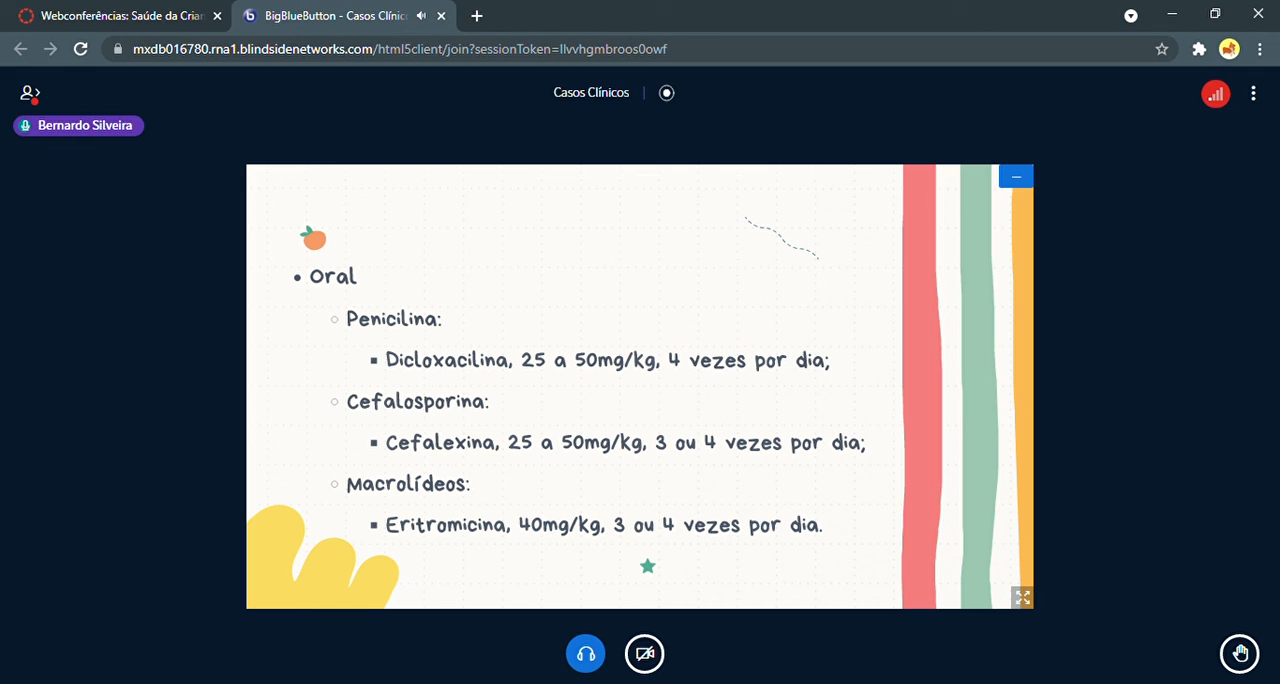 Webconferências: Saúde da Crian
BigBlueButton - Casos Clínic
mxdb016780.rna1.blindsidenetworks.com/html5client/join?sessionToken=llvvhgmbroos0owf
Casos Clínicos
Bernardo Silveira
• Oral
○ Penicilina:
▪ Dicloxacilina, 25 a 50mg/kg, 4 vezes por dia;
○ Cefalosporina:
▪ Cefalexina, 25 a 50mg/kg, 3 ou 4 vezes por dia;
○ Macrolídeos:
▪ Eritromicina, 40mg/kg, 3 ou 4 vezes por dia.